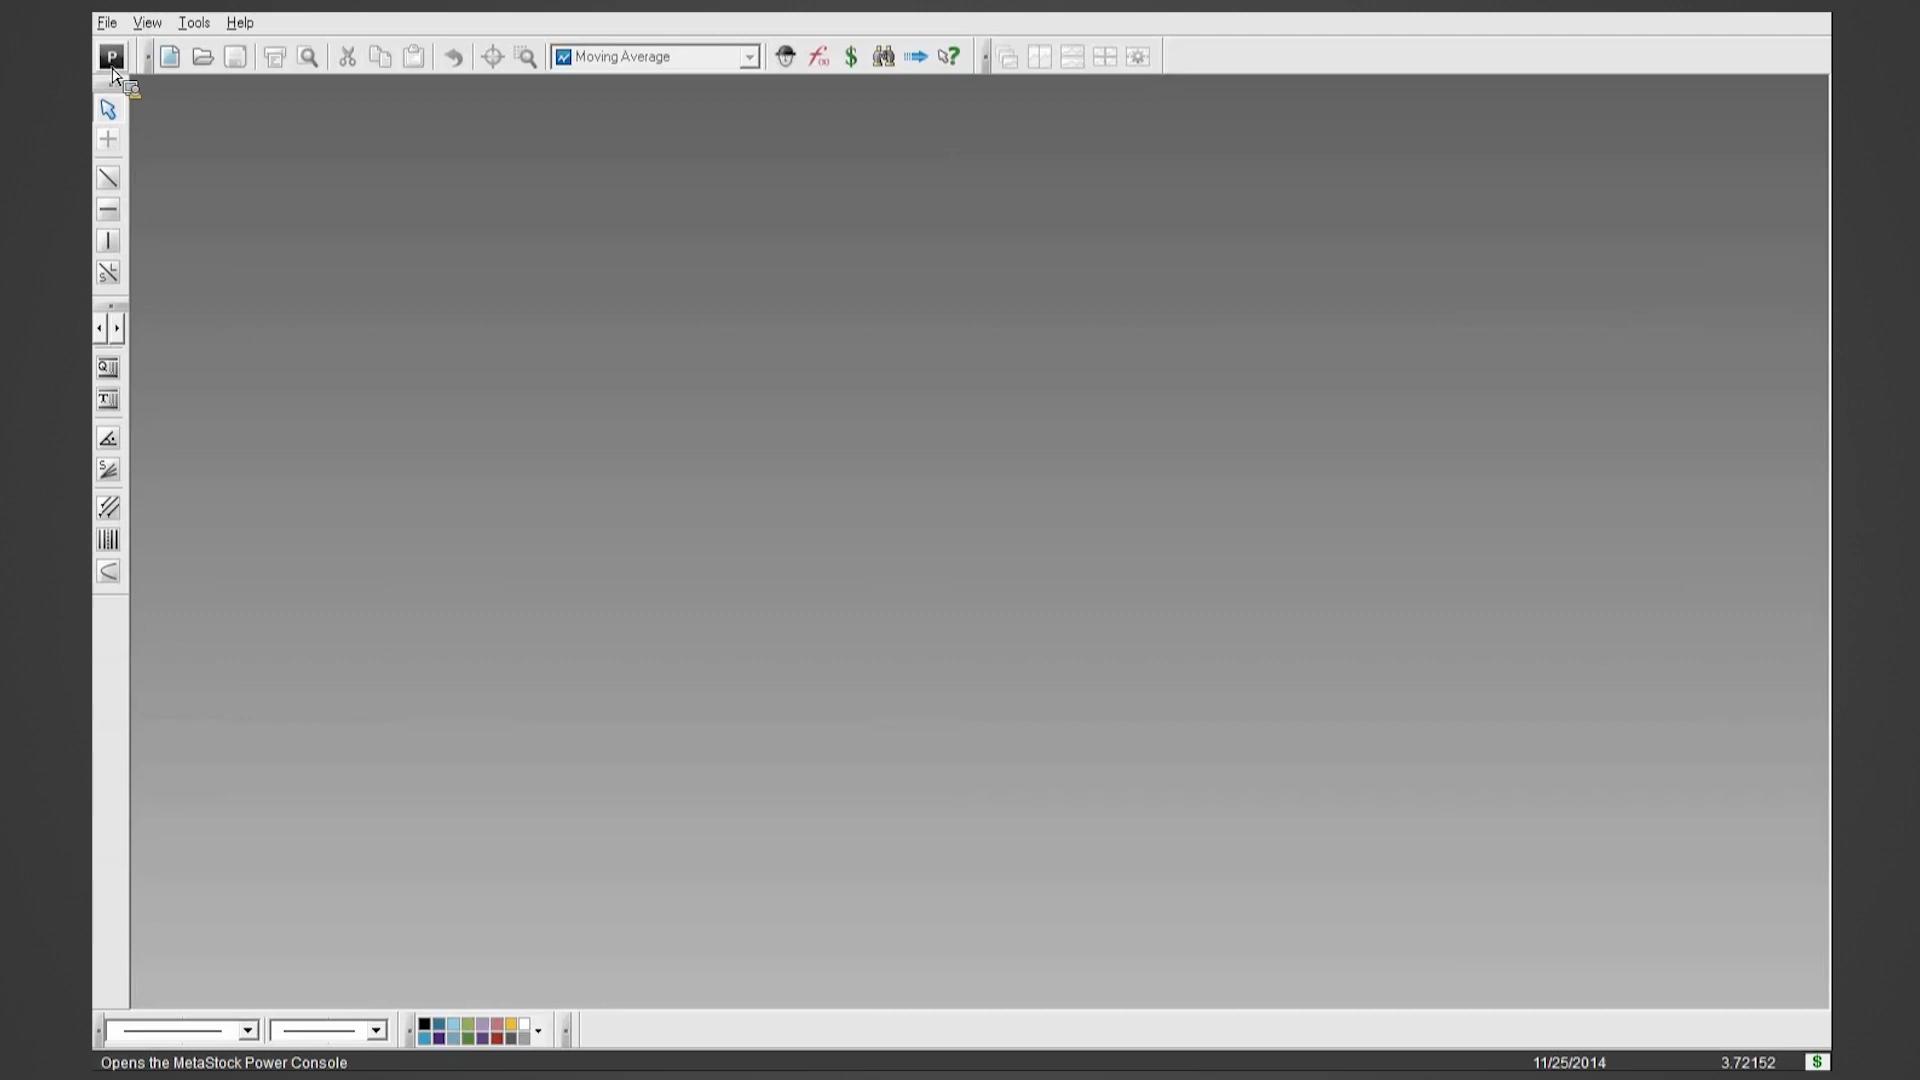 File View Tools Help
P
Moving Average
Opens the MetaStock Power Console
11/25/2014
3.72152
$